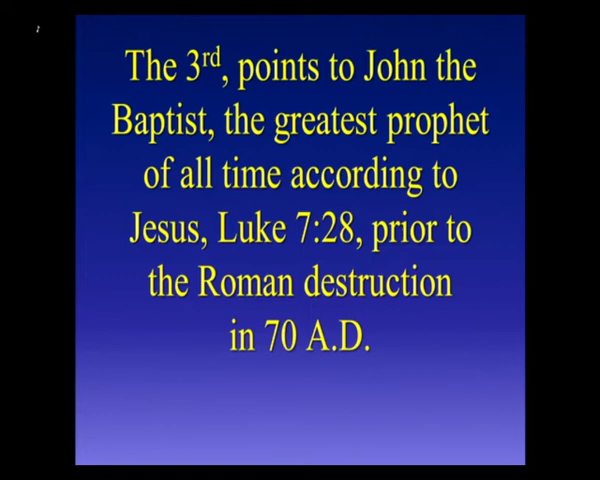 The 3rd, points to John the
Baptist, the greatest prophet
of all time according to
Jesus, Luke 7:28, prior to
the Roman destruction
in 70 A.D.